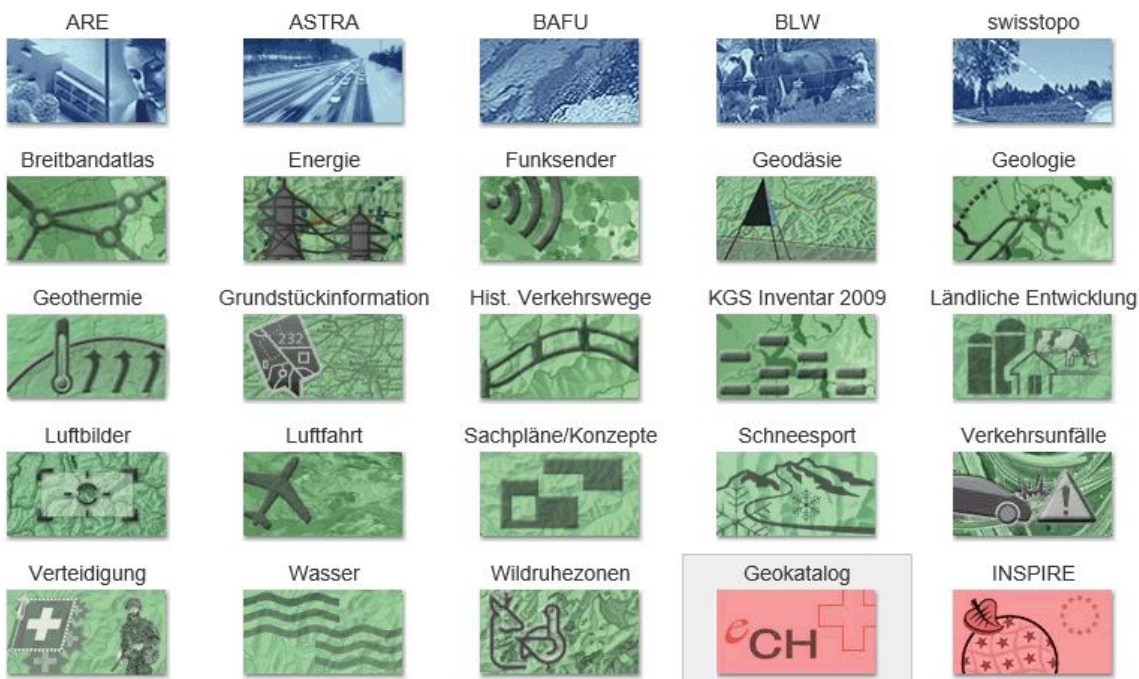 ARE ASTRA BAFU BLW swisstopo
Breitbandatlas Energie Funksender Geodäsie Geologie
Geothermie Grundstückinformation Hist. Verkehrswege KGS Inventar 2009 Ländliche Entwicklung
232
Luftbilder Luftfahrt Sachpläne/Konzepte Schneesport Verkehrsunfälle
Verteidigung Wasser Wildruhezonen Geokatalog INSPIRE
eCH